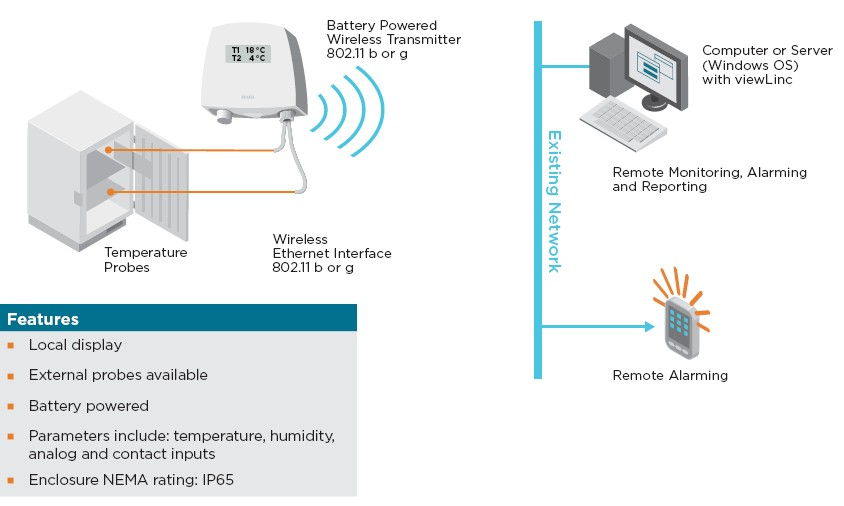 Battery Powered
Wireless Transmitter
802.11 b or g
T1 18°C
T2 4°C
Temperature
Probes
Wireless
Ethernet Interface
802.11 b or g
Existing Network
Computer or Server
(Windows OS)
with viewLinc
Remote Monitoring, Alarming
and Reporting
Remote Alarming
Features
Local display
External probes available
Battery powered
Parameters include: temperature, humidity,
analog and contact inputs
Enclosure NEMA rating: IP65